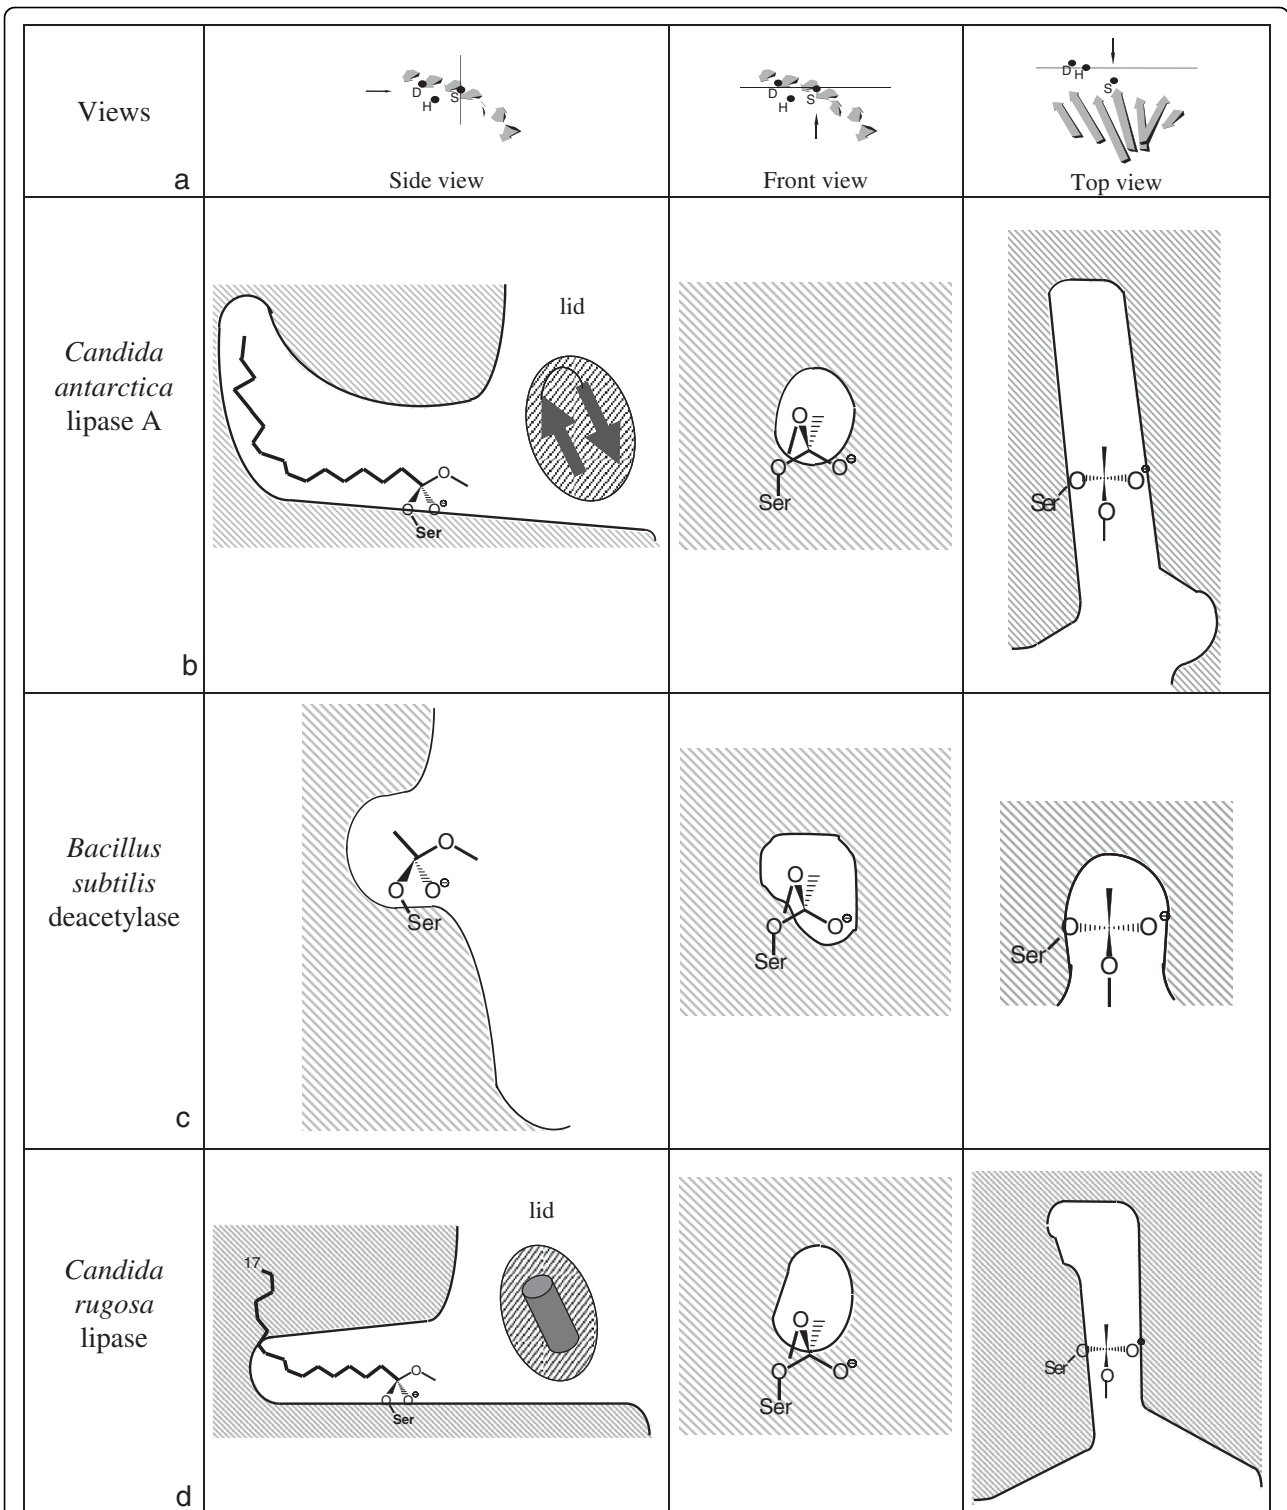 Views
a
D
H
S
Side view
D
H
S
Front view
D
H
S
Top view
Candida
antarctica
lipase A
b
lid
O
O
O
⊖
Ser
O
O
O
⊖
Ser
Ser
O
O
⊖
O
Bacillus
subtilis
deacetylase
c
O
O
O
⊖
Ser
O
O
O
⊖
Ser
Ser
O
O
⊖
O
Candida
rugosa
lipase
d
lid
17
O
O
O
⊖
Ser
O
O
O
⊖
Ser
Ser
O
O
O